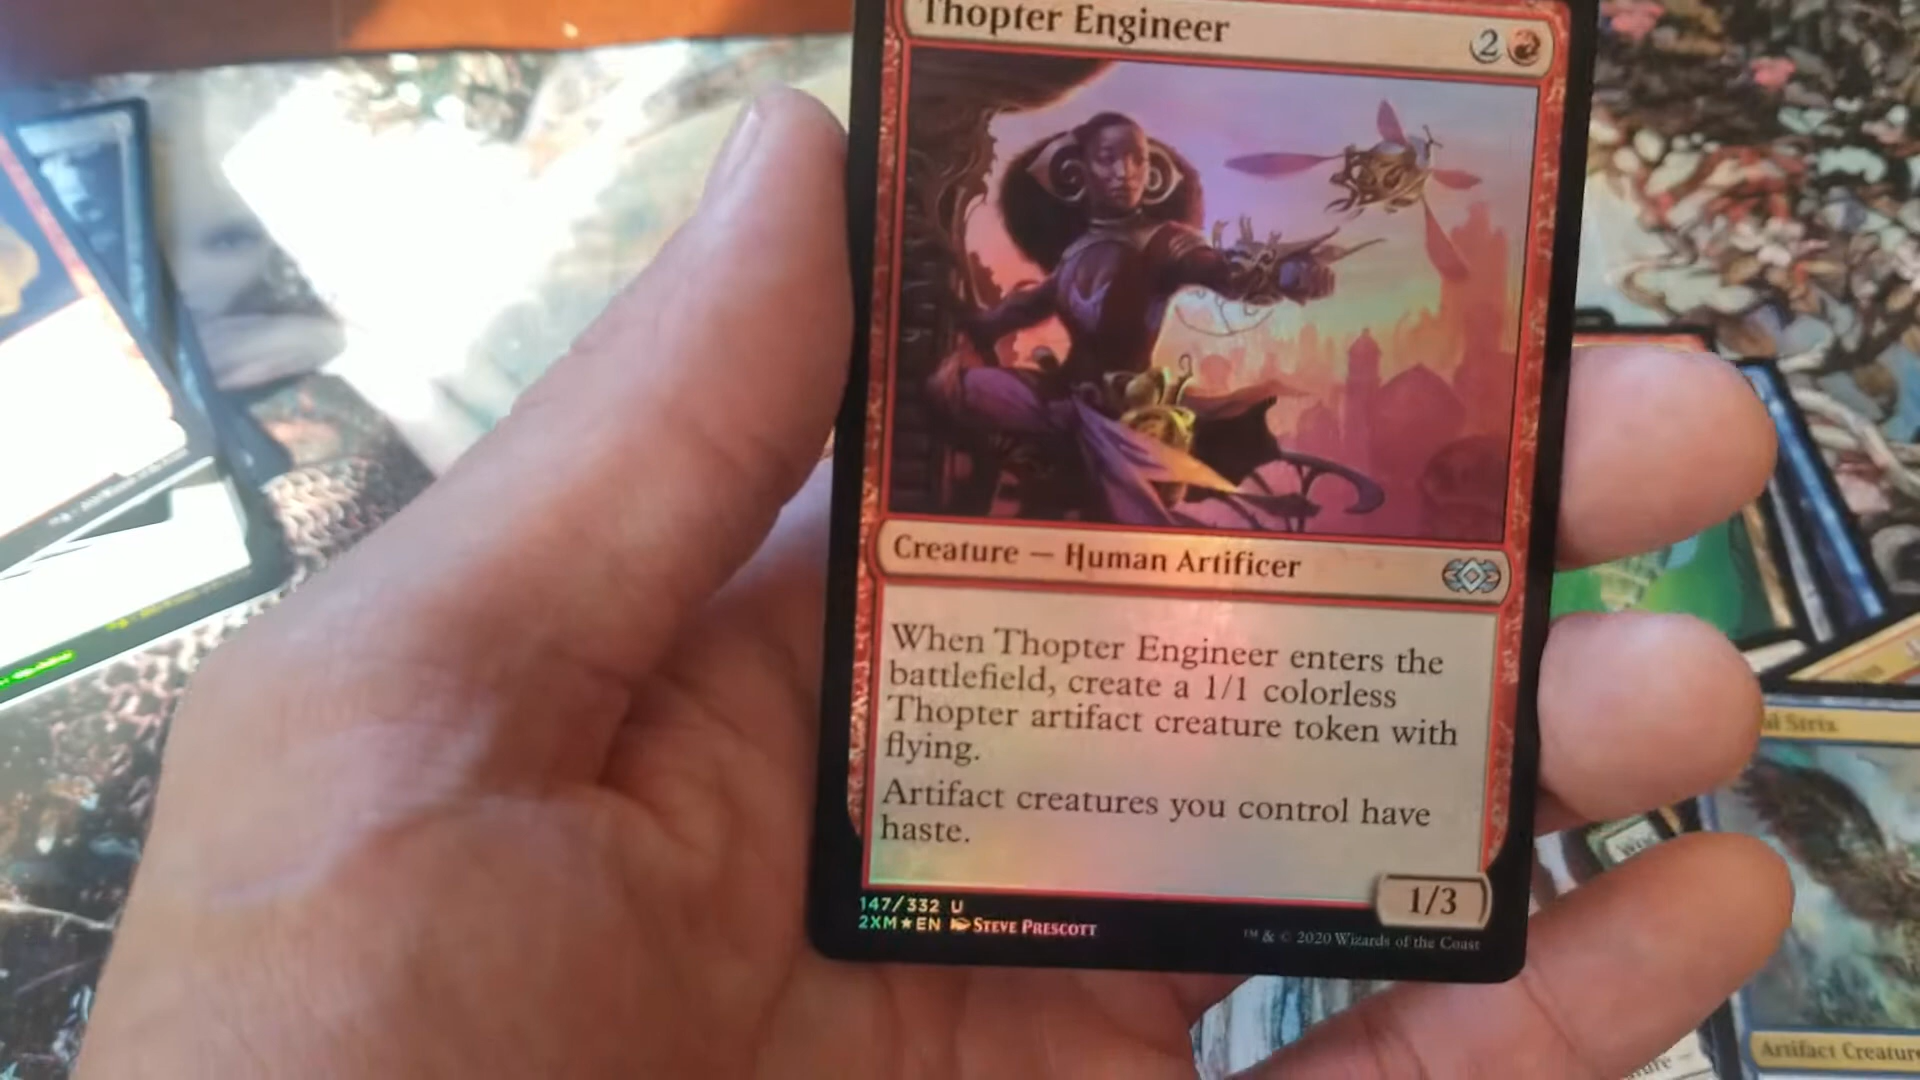 Thopter Engineer
2
Creature — Human Artificer
When Thopter Engineer enters the
battlefield, create a 1/1 colorless
Thopter artifact creature token with
flying.
Artifact creatures you control have
haste.
1/3
147/332 U
2XM★EN Steve Prescott
™ & © 2020 Wizards of the Coast
Strix
Artifact Creature